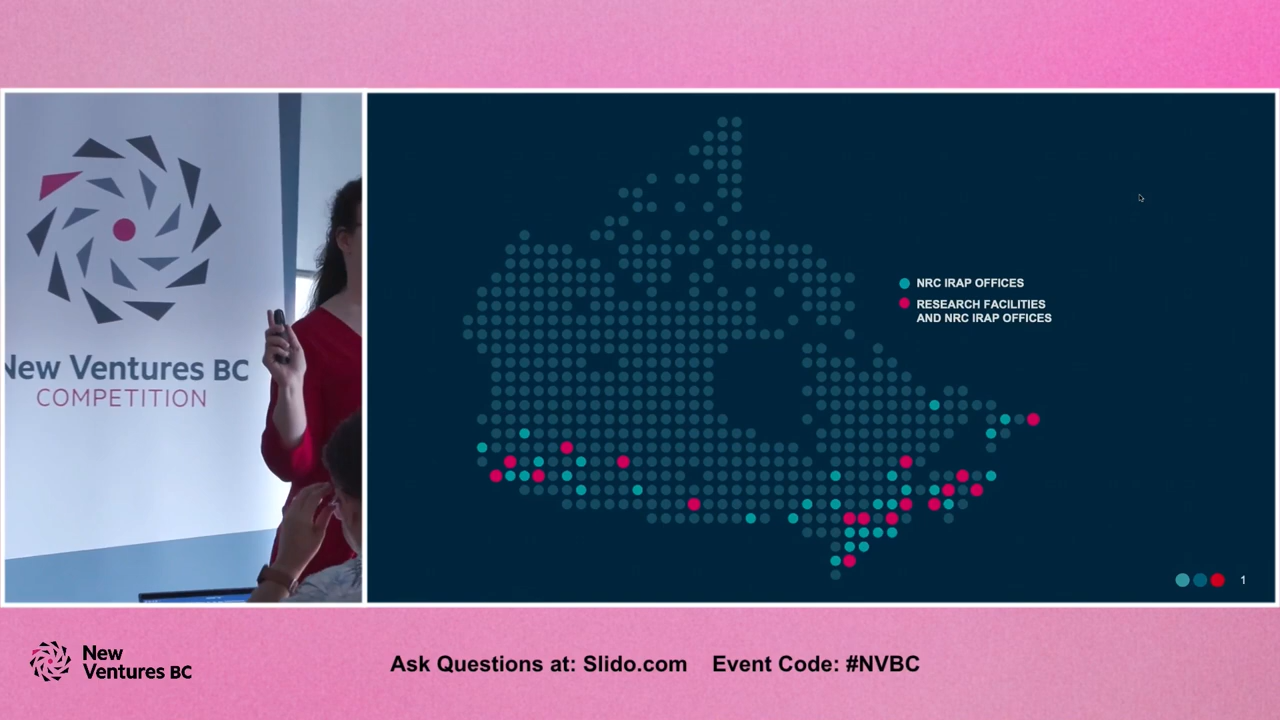 New Ventures BC
COMPETITION
NRC IRAP OFFICES
RESEARCH FACILITIES
AND NRC IRAP OFFICES
1
New
Ventures BC
Ask Questions at: Slido.com Event Code: #NVBC